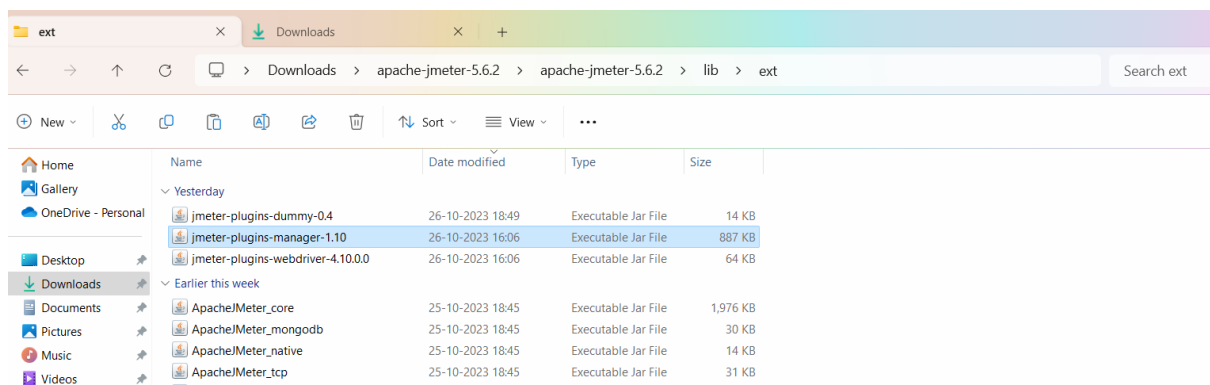 ext
Downloads
Downloads > apache-jmeter-5.6.2 > apache-jmeter-5.6.2 > lib > ext
Search ext
New
Sort
View
Home
Gallery
OneDrive - Personal
Desktop
Downloads
Documents
Pictures
Music
Videos
Name Date modified Type Size
Yesterday
jmeter-plugins-dummy-0.4 26-10-2023 18:49 Executable Jar File 14 KB
jmeter-plugins-manager-1.10 26-10-2023 16:06 Executable Jar File 887 KB
jmeter-plugins-webdriver-4.10.0.0 26-10-2023 16:06 Executable Jar File 64 KB
Earlier this week
ApacheJMeter_core 25-10-2023 18:45 Executable Jar File 1,976 KB
ApacheJMeter_mongodb 25-10-2023 18:45 Executable Jar File 30 KB
ApacheJMeter_native 25-10-2023 18:45 Executable Jar File 14 KB
ApacheJMeter_tcp 25-10-2023 18:45 Executable Jar File 31 KB